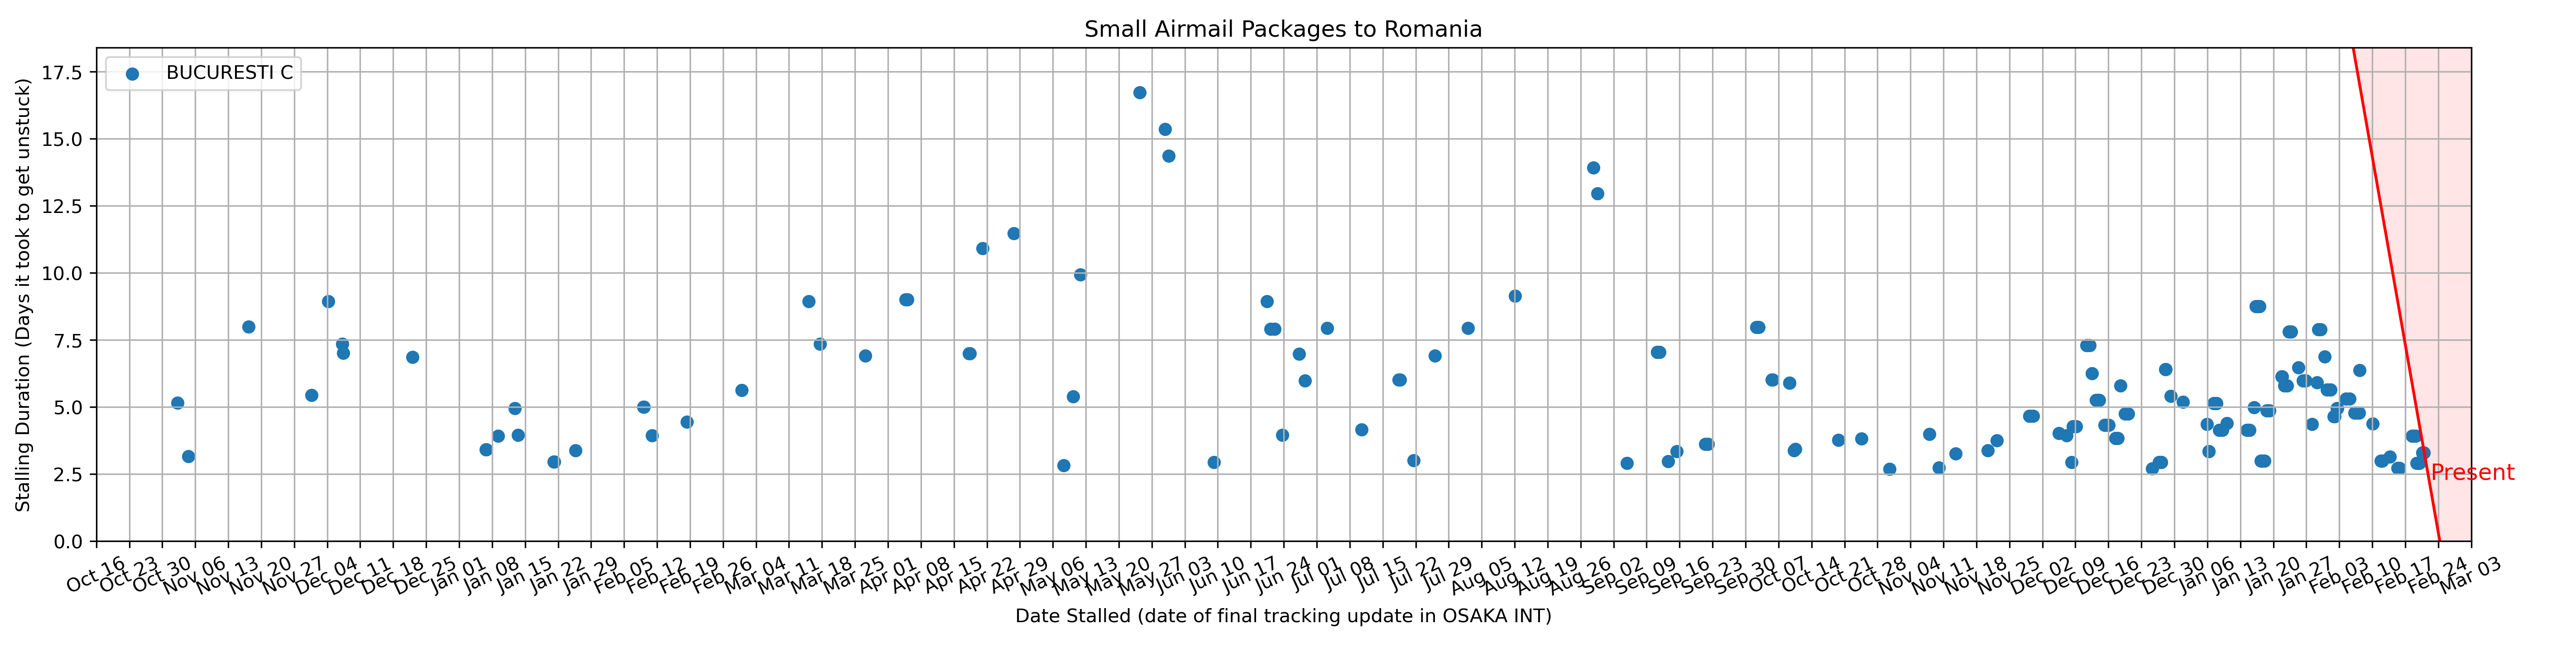 Small Airmail Packages to Romania
BUCURESTI C
17.5
15.0
12.5
10.0
7.5
5.0
2.5
0.0
Stalling Duration (Days it took to get unstuck)
Present
Oct 16
Oct 23
Oct 30
Nov 06
Nov 13
Nov 20
Nov 27
Dec 04
Dec 11
Dec 18
Dec 25
Jan 01
Jan 08
Jan 15
Jan 22
Jan 29
Feb 05
Feb 12
Feb 19
Feb 26
Mar 04
Mar 11
Mar 18
Mar 25
Apr 01
Apr 08
Apr 15
Apr 22
Apr 29
May 06
May 13
May 20
May 27
Jun 03
Jun 10
Jun 17
Jun 24
Jul 01
Jul 08
Jul 15
Jul 22
Jul 29
Aug 05
Aug 12
Aug 19
Aug 26
Sep 02
Sep 09
Sep 16
Sep 23
Sep 30
Oct 07
Oct 14
Oct 21
Oct 28
Nov 04
Nov 11
Nov 18
Nov 25
Dec 02
Dec 09
Dec 16
Dec 23
Dec 30
Jan 06
Jan 13
Jan 20
Jan 27
Feb 03
Feb 10
Feb 17
Feb 24
Mar 03
Date Stalled (date of final tracking update in OSAKA INT)